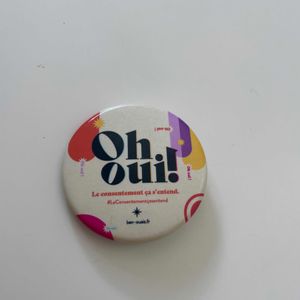 Oh
oui!
Le consentement ça s'entend.
#LeConsentementçasentend